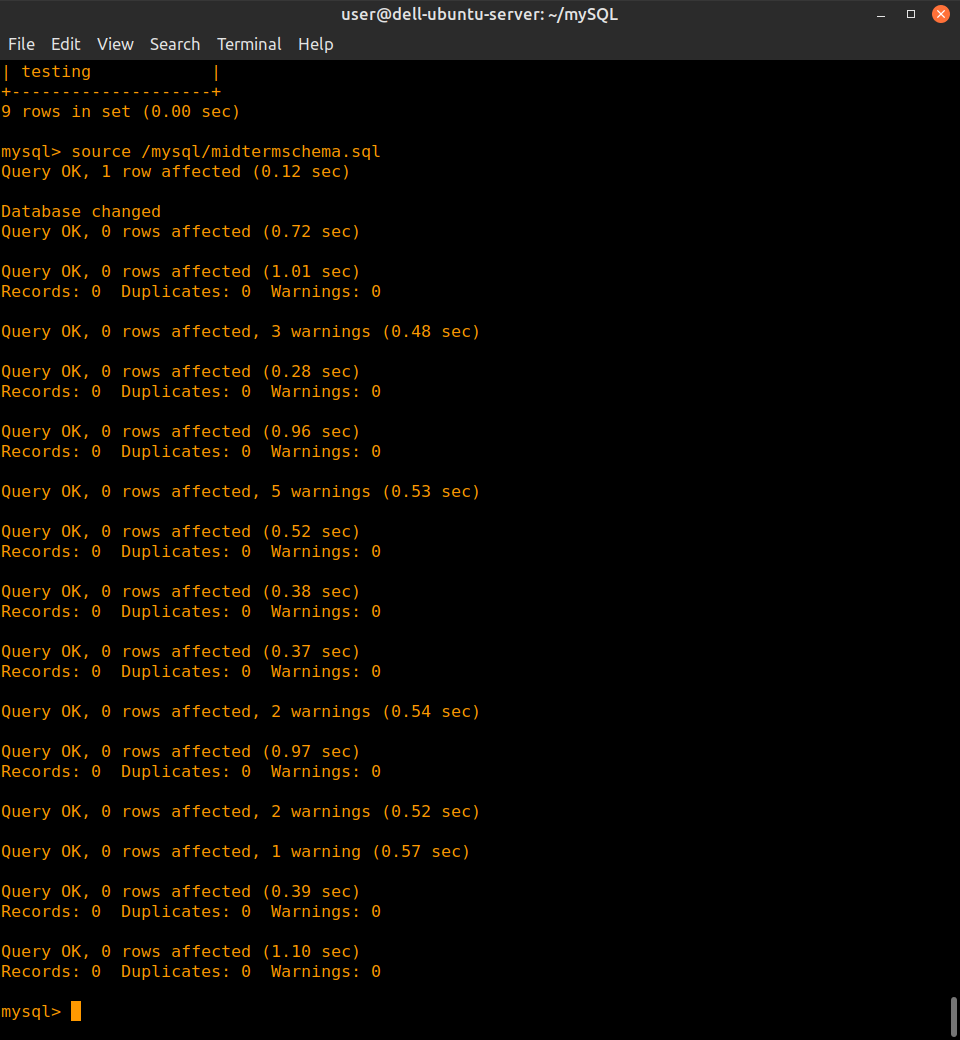 user@dell-ubuntu-server: ~/mySQL
File Edit View Search Terminal Help
| testing            |
+--------------------+
9 rows in set (0.00 sec)
mysql> source /mysql/midtermschema.sql
Query OK, 1 row affected (0.12 sec)
Database changed
Query OK, 0 rows affected (0.72 sec)
Query OK, 0 rows affected (1.01 sec)
Records: 0  Duplicates: 0  Warnings: 0
Query OK, 0 rows affected, 3 warnings (0.48 sec)
Query OK, 0 rows affected (0.28 sec)
Records: 0  Duplicates: 0  Warnings: 0
Query OK, 0 rows affected (0.96 sec)
Records: 0  Duplicates: 0  Warnings: 0
Query OK, 0 rows affected, 5 warnings (0.53 sec)
Query OK, 0 rows affected (0.52 sec)
Records: 0  Duplicates: 0  Warnings: 0
Query OK, 0 rows affected (0.38 sec)
Records: 0  Duplicates: 0  Warnings: 0
Query OK, 0 rows affected (0.37 sec)
Records: 0  Duplicates: 0  Warnings: 0
Query OK, 0 rows affected, 2 warnings (0.54 sec)
Query OK, 0 rows affected (0.97 sec)
Records: 0  Duplicates: 0  Warnings: 0
Query OK, 0 rows affected, 2 warnings (0.52 sec)
Query OK, 0 rows affected, 1 warning (0.57 sec)
Query OK, 0 rows affected (0.39 sec)
Records: 0  Duplicates: 0  Warnings: 0
Query OK, 0 rows affected (1.10 sec)
Records: 0  Duplicates: 0  Warnings: 0
mysql>